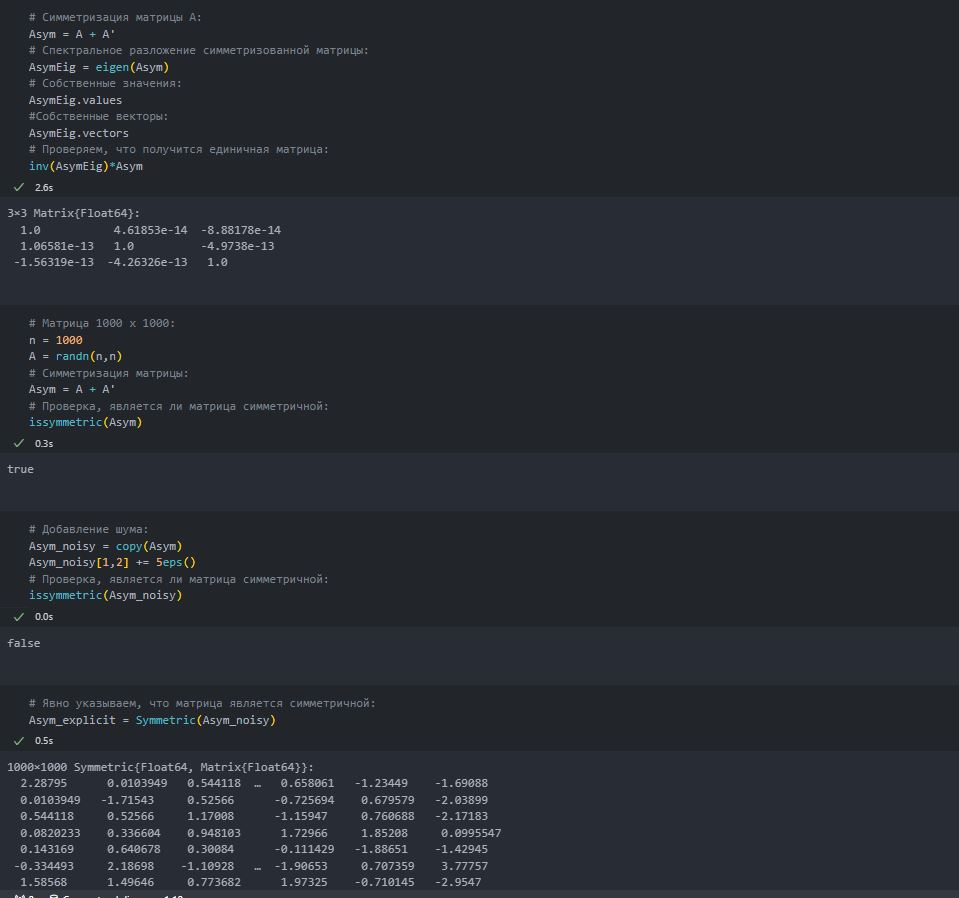 # Симметризация матрицы A:
Asym = A + A'
# Спектральное разложение симметризованной матрицы:
AsymEig = eigen(Asym)
# Собственные значения:
AsymEig.values
#Собственные векторы:
AsymEig.vectors
# Проверяем, что получится единичная матрица:
inv(AsymEig)*Asym
2.6s
3×3 Matrix{Float64}:
1.0 4.61853e-14 -8.88178e-14
1.06581e-13 1.0 -4.9738e-13
-1.56319e-13 -4.26326e-13 1.0
# Матрица 1000 x 1000:
n = 1000
A = randn(n,n)
# Симметризация матрицы:
Asym = A + A'
# Проверка, является ли матрица симметричной:
issymmetric(Asym)
0.3s
true
# Добавление шума:
Asym_noisy = copy(Asym)
Asym_noisy[1,2] += 5eps()
# Проверка, является ли матрица симметричной:
issymmetric(Asym_noisy)
0.0s
false
# Явно указываем, что матрица является симметричной:
Asym_explicit = Symmetric(Asym_noisy)
0.5s
1000×1000 Symmetric{Float64, Matrix{Float64}}:
2.28795 0.0103949 0.544118 … 0.658061 -1.23449 -1.69088
0.0103949 -1.71543 0.52566 -0.725694 0.679579 -2.03899
0.544118 0.52566 1.17008 -1.15947 0.760688 -2.17183
0.0820233 0.336604 0.948103 1.72966 1.85208 0.0995547
0.143169 0.640678 0.30084 -0.111429 -1.88651 -1.42945
-0.334493 2.18698 -1.10928 … -1.90653 0.707359 3.77757
1.58568 1.49646 0.773682 1.97325 -0.710145 -2.9547